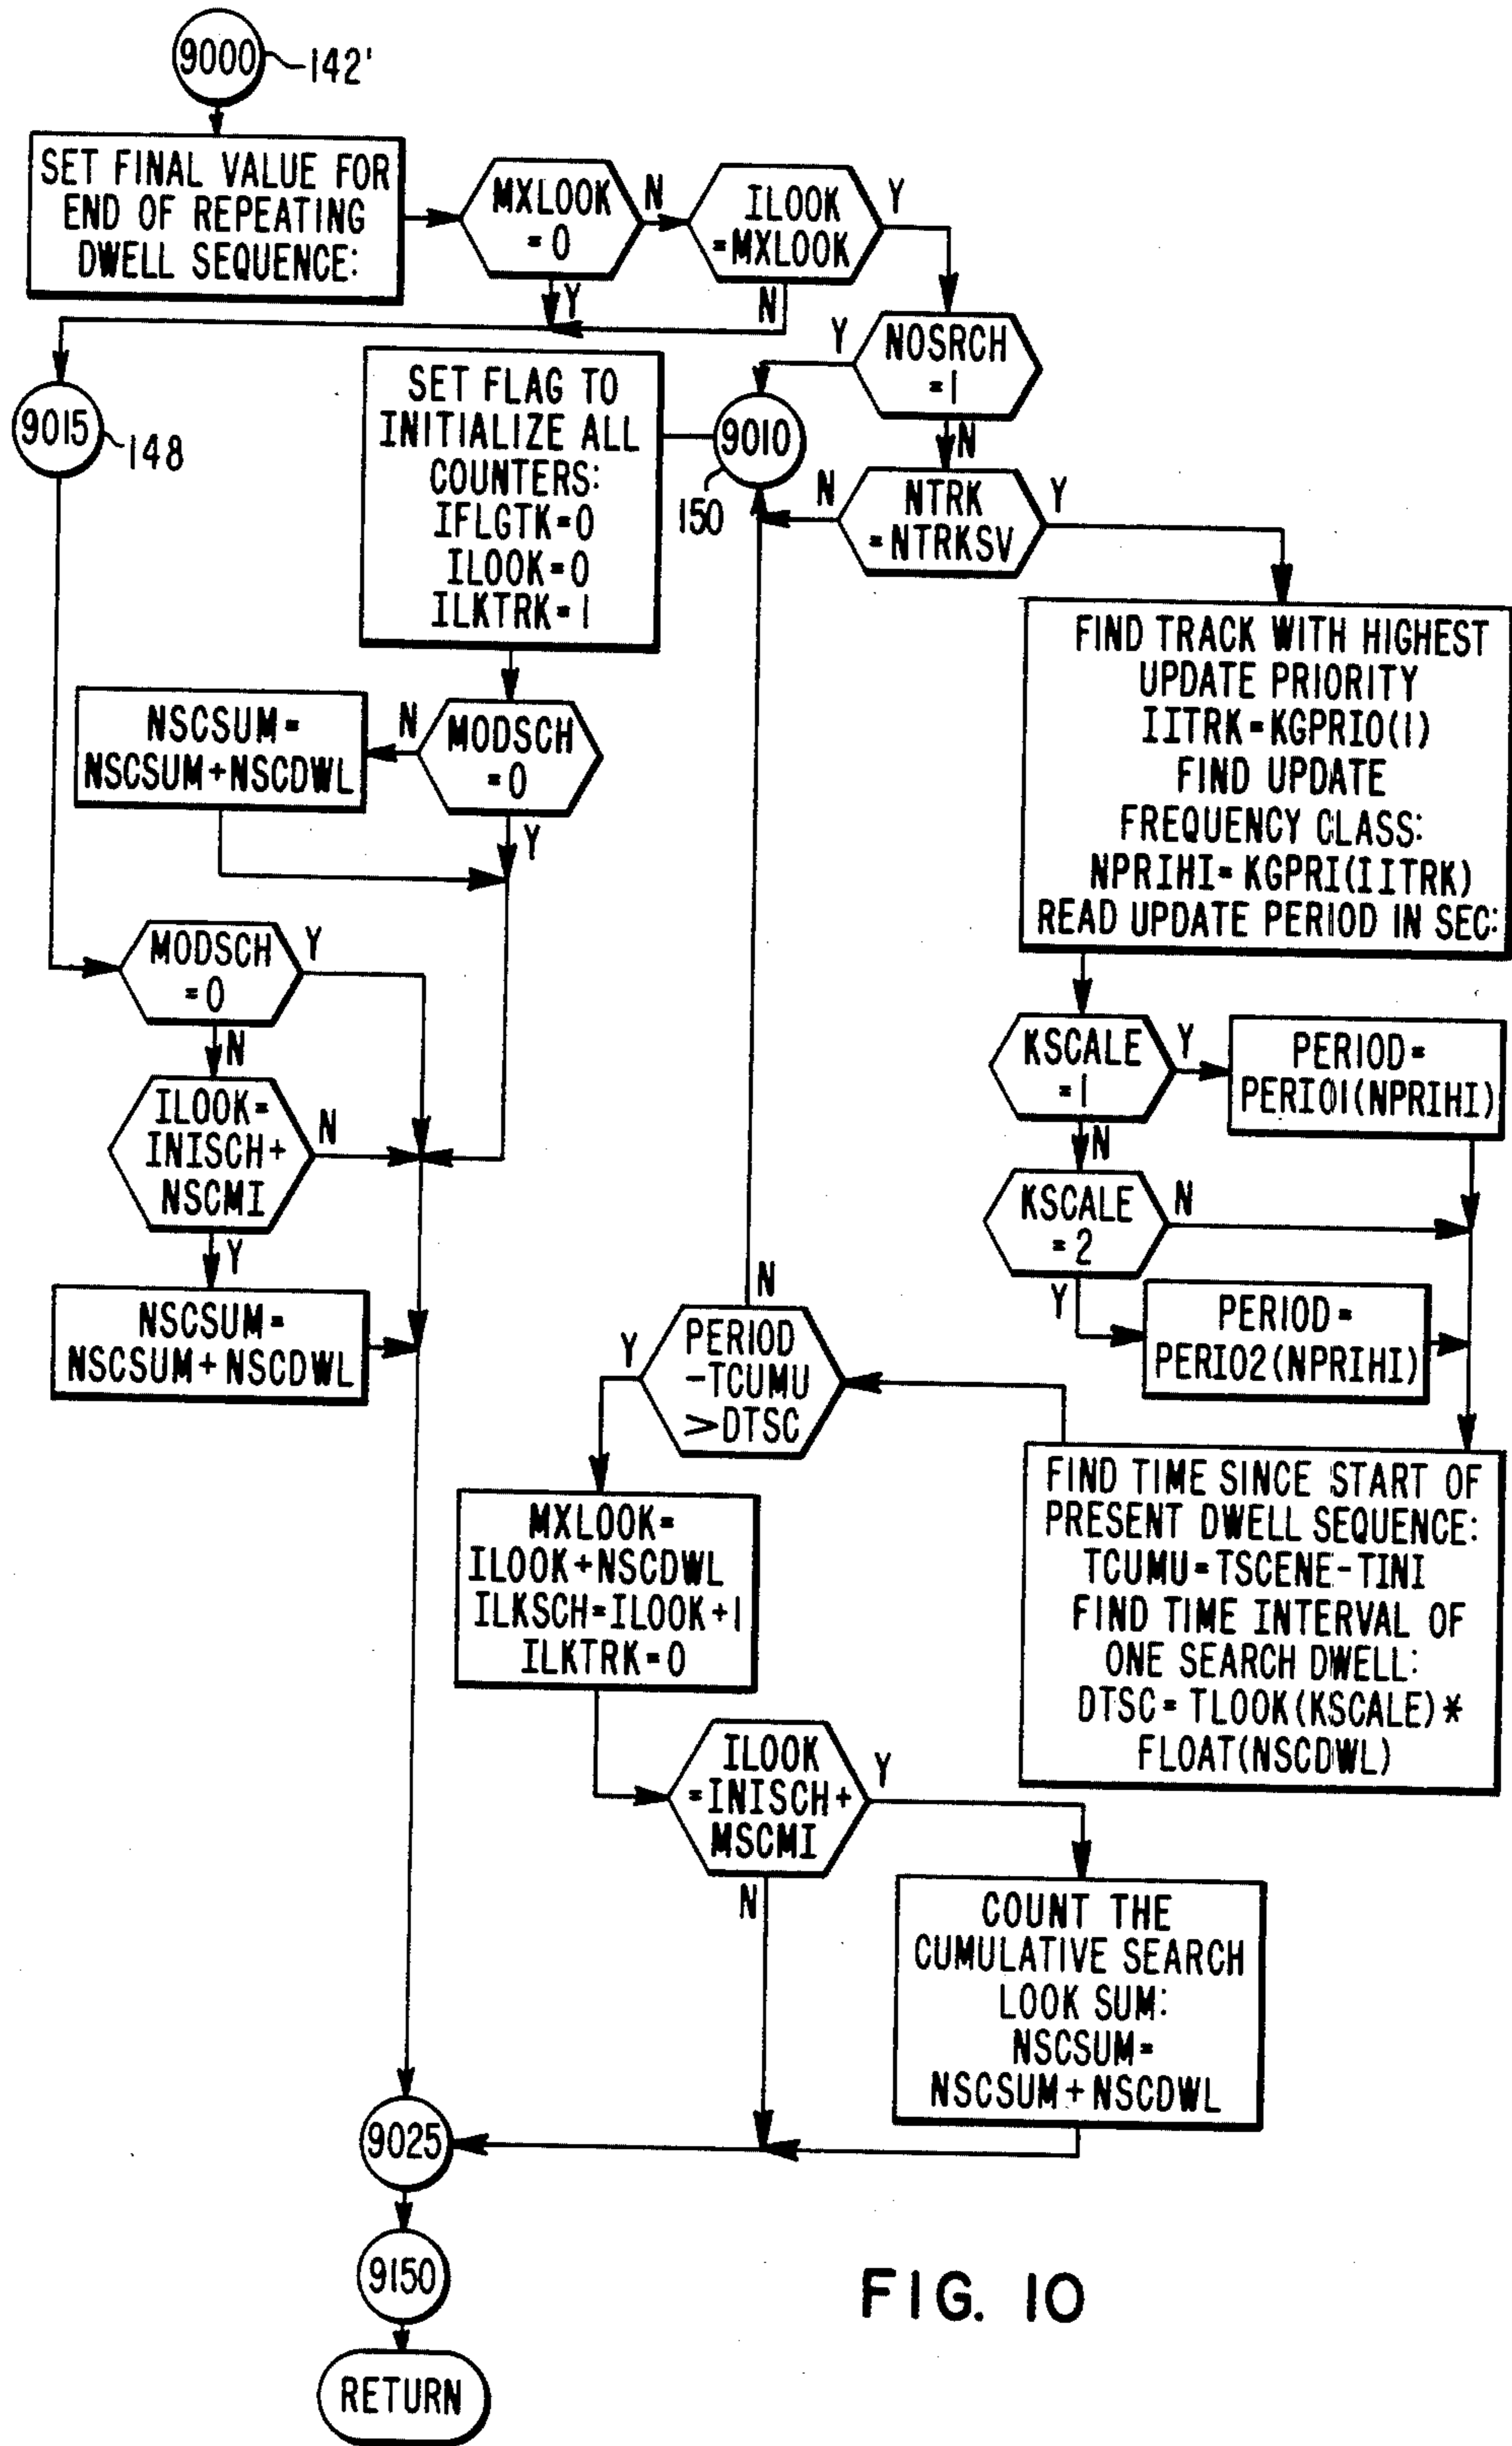 9000
142'
SET FINAL VALUE FOR
END OF REPEATING
DWELL SEQUENCE:
MXLOOK
=0
N
Y
ILOOK
=MXLOOK
Y
N
NOSRCH
=1
Y
N
9015
148
SET FLAG TO
INITIALIZE ALL
COUNTERS:
IFLGTK=0
ILOOK=0
ILKTRK=1
9010
150
NTRK
=NTRKSV
N
Y
FIND TRACK WITH HIGHEST
UPDATE PRIORITY
IITRK=KGPRIO(1)
FIND UPDATE
FREQUENCY CLASS:
NPRIHI=KGPRI(IITRK)
READ UPDATE PERIOD IN SEC:
NSCSUM=
NSCSUM+NSCDWL
N
MODSCH
=0
Y
MODSCH
=0
Y
N
ILOOK=
INISCH+
NSCMI
N
Y
NSCSUM=
NSCSUM+NSCDWL
KSCALE
=1
Y
N
PERIOD=
PERIO1(NPRIHI)
KSCALE
=2
N
Y
PERIOD=
PERIO2(NPRIHI)
N
Y
PERIOD
-TCUMU
>DTSC
FIND TIME SINCE START OF
PRESENT DWELL SEQUENCE:
TCUMU=TSCENE-TINI
FIND TIME INTERVAL OF
ONE SEARCH DWELL:
DTSC=TLOOK(KSCALE)*
FLOAT(NSCDWL)
MXLOOK=
ILOOK+NSCDWL
ILKSCH=ILOOK+1
ILKTRK=0
ILOOK
=INISCH+
MSCMI
Y
N
COUNT THE
CUMULATIVE SEARCH
LOOK SUM:
NSCSUM=
NSCSUM+NSCDWL
9025
9150
RETURN
FIG. 10